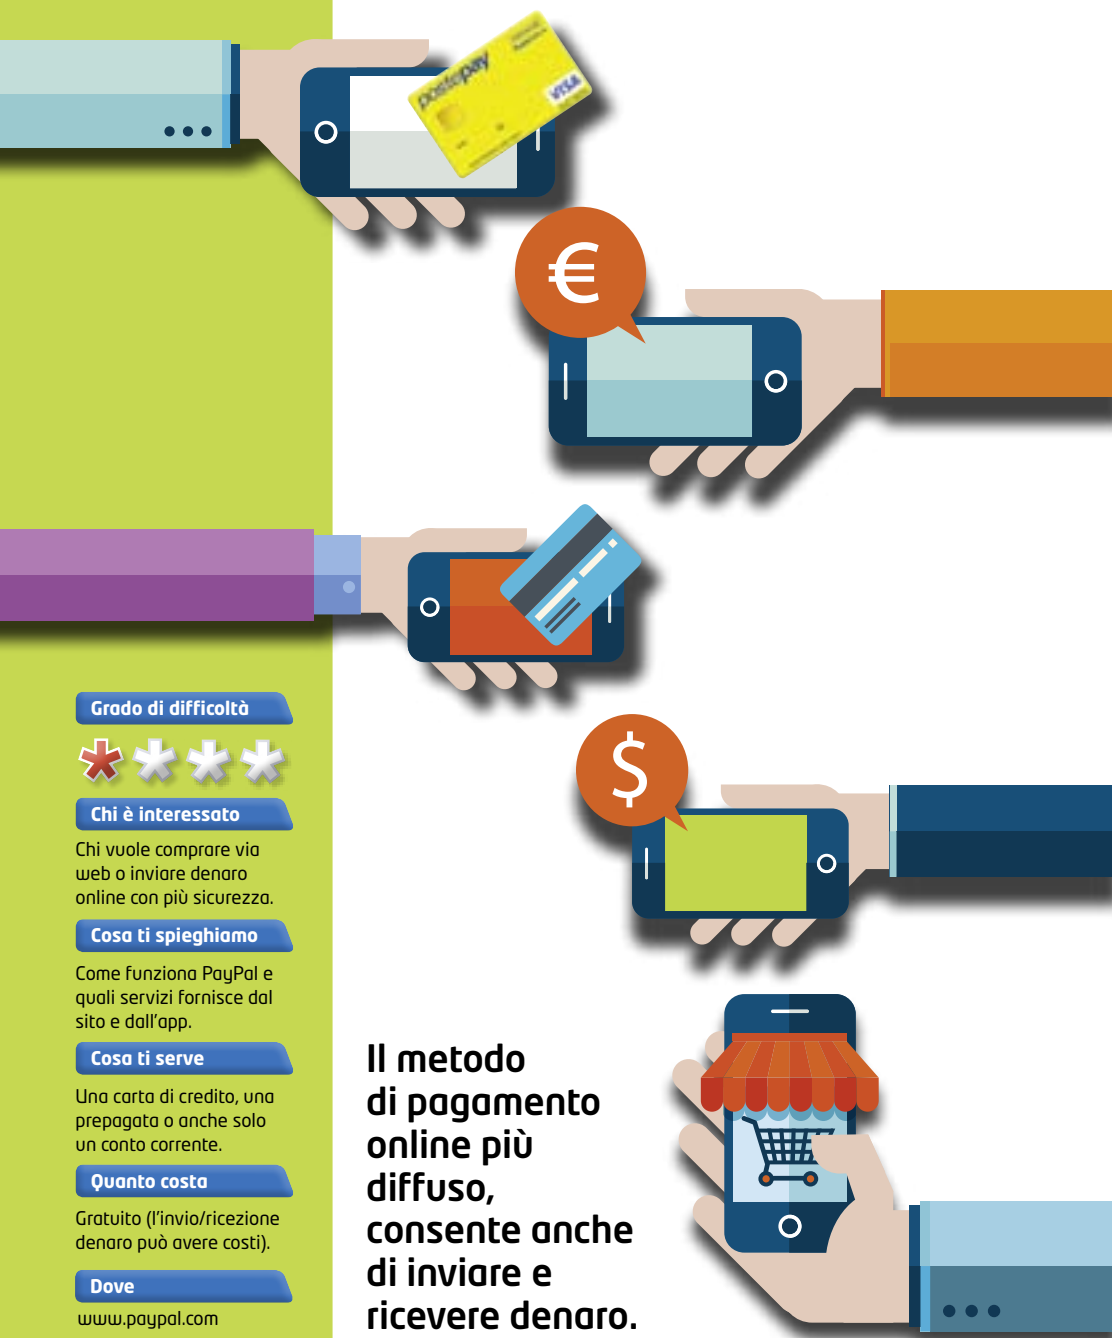 postepay
VISA
€
$
Grado di difficoltà
Chi è interessato
Chi vuole comprare via
web o inviare denaro
online con più sicurezza.
Cosa ti spieghiamo
Come funziona PayPal e
quali servizi fornisce dal
sito e dall'app.
Cosa ti serve
Una carta di credito, una
prepagata o anche solo
un conto corrente.
Quanto costa
Gratuito (l'invio/ricezione
denaro può avere costi).
Dove
www.paypal.com
Il metodo
di pagamento
online più
diffuso,
consente anche
di inviare e
ricevere denaro.